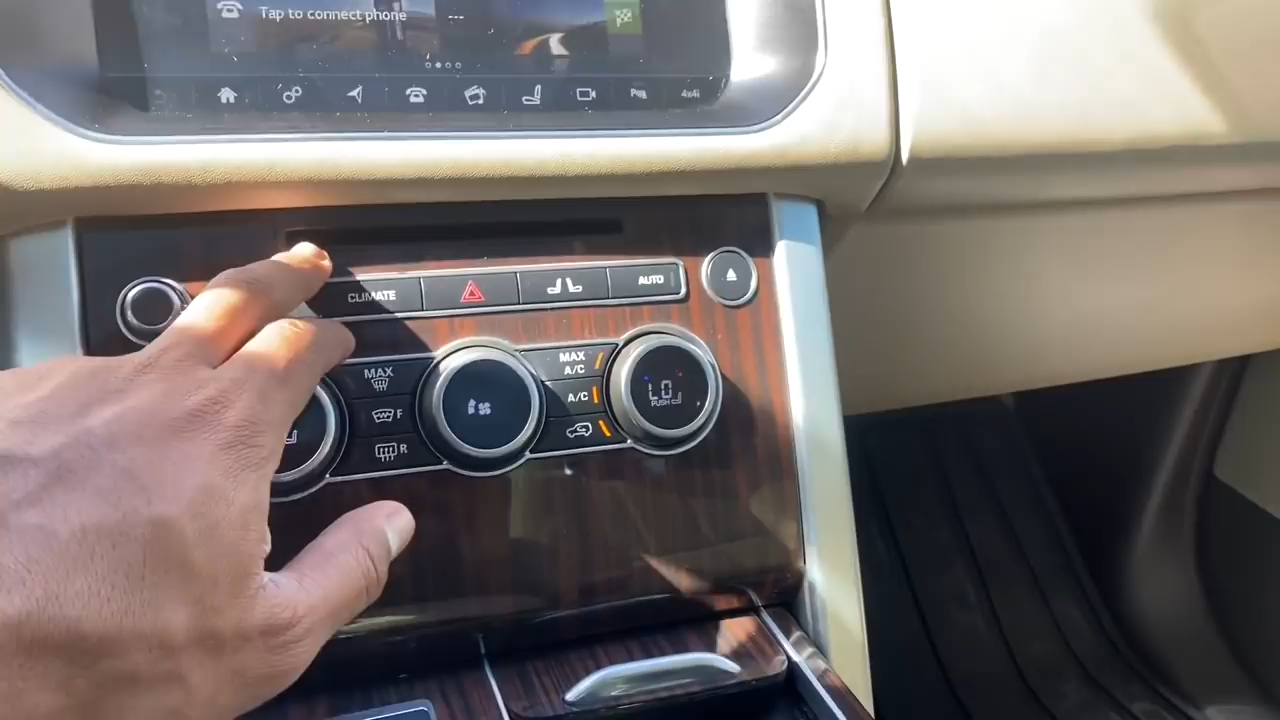 Tap to connect phone
---
4x4i
CLIMATE
AUTO
MAX
F
R
MAX
A/C
A/C
LO
PUSH